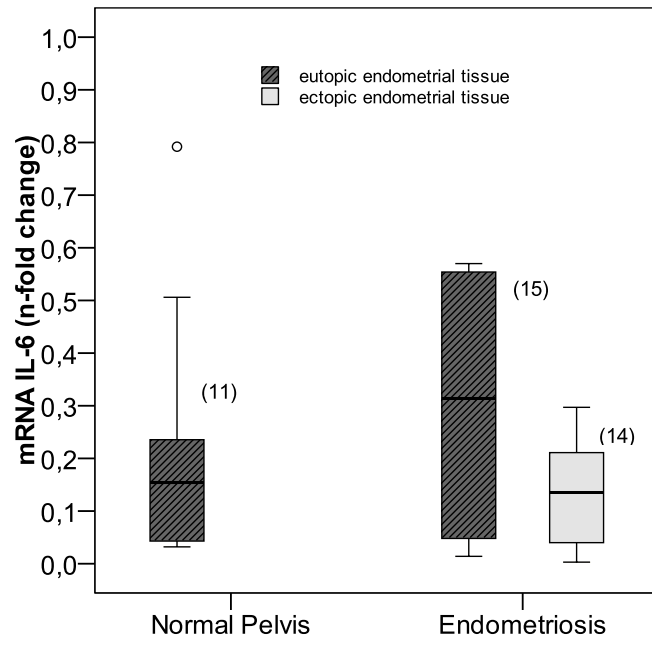 mRNA IL-6 (n-fold change)
1,0
0,9
0,8
0,7
0,6
0,5
0,4
0,3
0,2
0,1
0,0
eutopic endometrial tissue
ectopic endometrial tissue
(11)
(15)
(14)
Normal Pelvis
Endometriosis